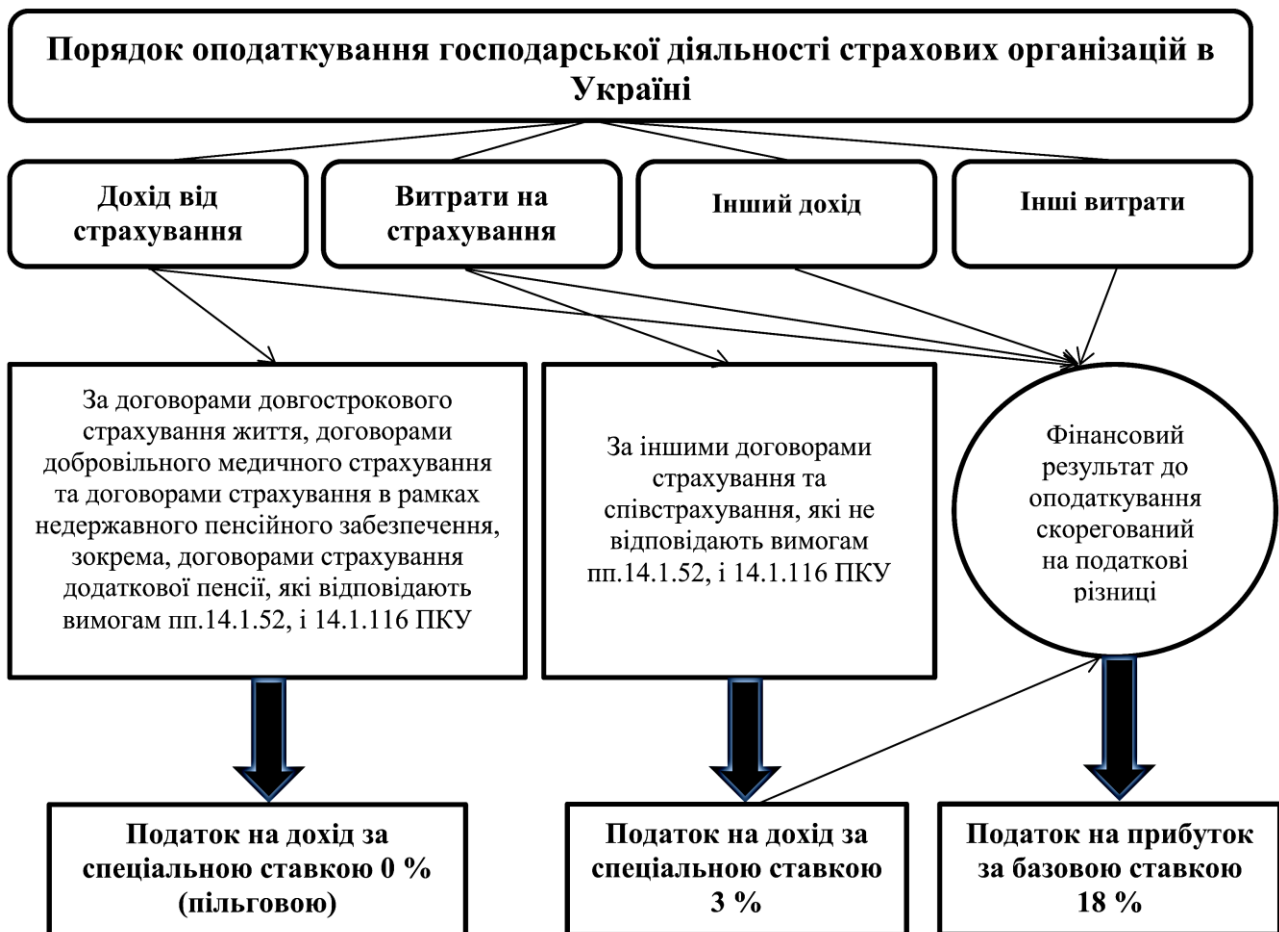 Порядок оподаткування господарської діяльності страхових організацій в
Україні
Дохід від
страхування
Витрати на
страхування
Інший дохід
Інші витрати
За договорами довгострокового
страхування життя, договорами
добровільного медичного страхування
та договорами страхування в рамках
недержавного пенсійного забезпечення,
зокрема, договорами страхування
додаткової пенсії, які відповідають
вимогам пп.14.1.52, і 14.1.116 ПКУ
За іншими договорами
страхування та
співстрахування, які не
відповідають вимогам
пп.14.1.52, і 14.1.116 ПКУ
Фінансовий
результат до
оподаткування
скорегований
на податкові
різниці
Податок на дохід за
спеціальною ставкою 0 %
(пільговою)
Податок на дохід за
спеціальною ставкою
3 %
Податок на прибуток
за базовою ставкою
18 %